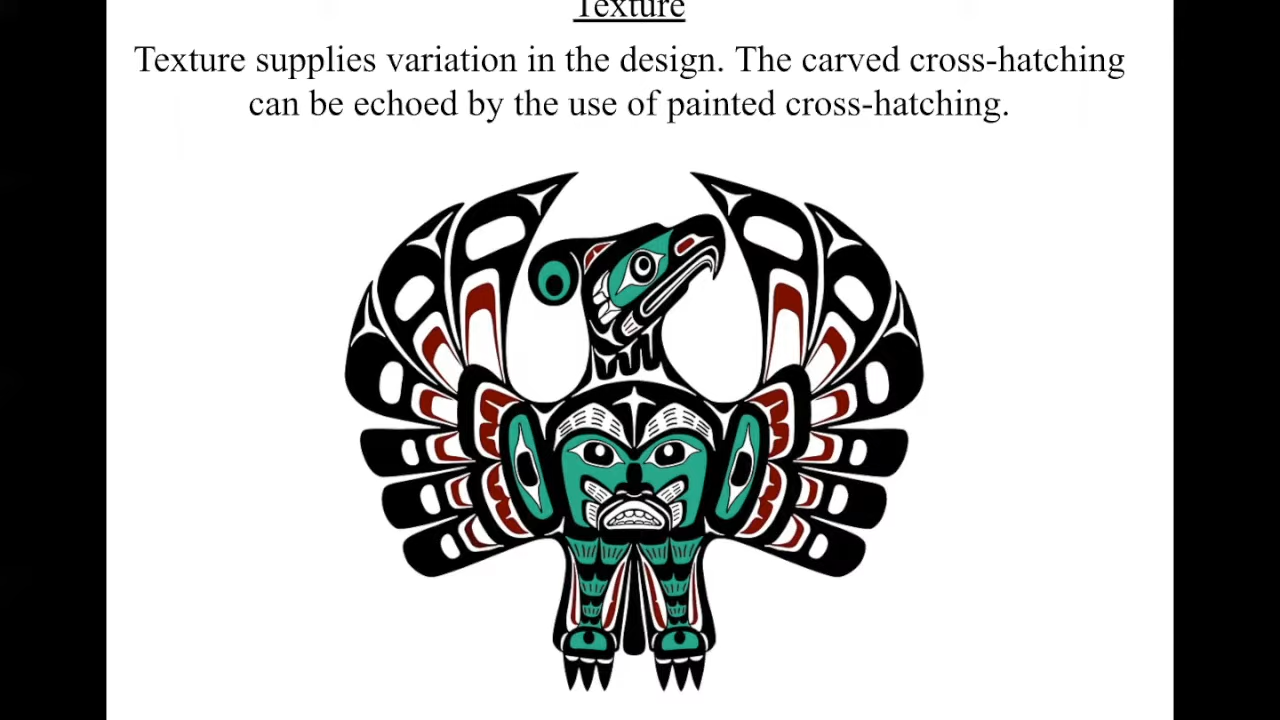 Texture
Texture supplies variation in the design. The carved cross-hatching
can be echoed by the use of painted cross-hatching.